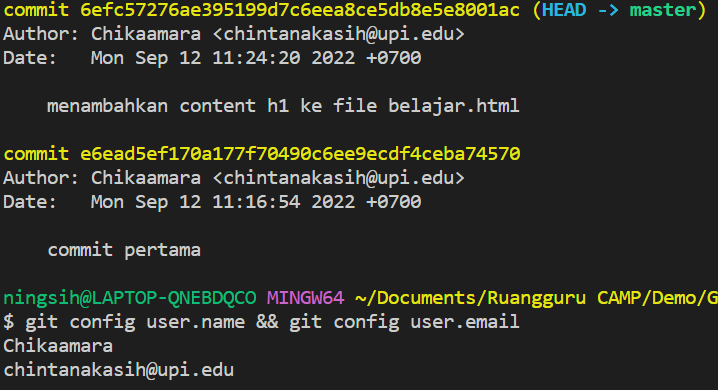 commit 6efc57276ae395199d7c6eea8ce5db8e5e8001ac (HEAD -> master)
Author: Chikaamara <chintanakasih@upi.edu>
Date:   Mon Sep 12 11:24:20 2022 +0700
    menambahkan content h1 ke file belajar.html
commit e6ead5ef170a177f70490c6ee9ecdf4ceba74570
Author: Chikaamara <chintanakasih@upi.edu>
Date:   Mon Sep 12 11:16:54 2022 +0700
    commit pertama
ningsih@LAPTOP-QNEBDQCO MINGW64 ~/Documents/Ruangguru CAMP/Demo/G
$ git config user.name && git config user.email
Chikaamara
chintanakasih@upi.edu